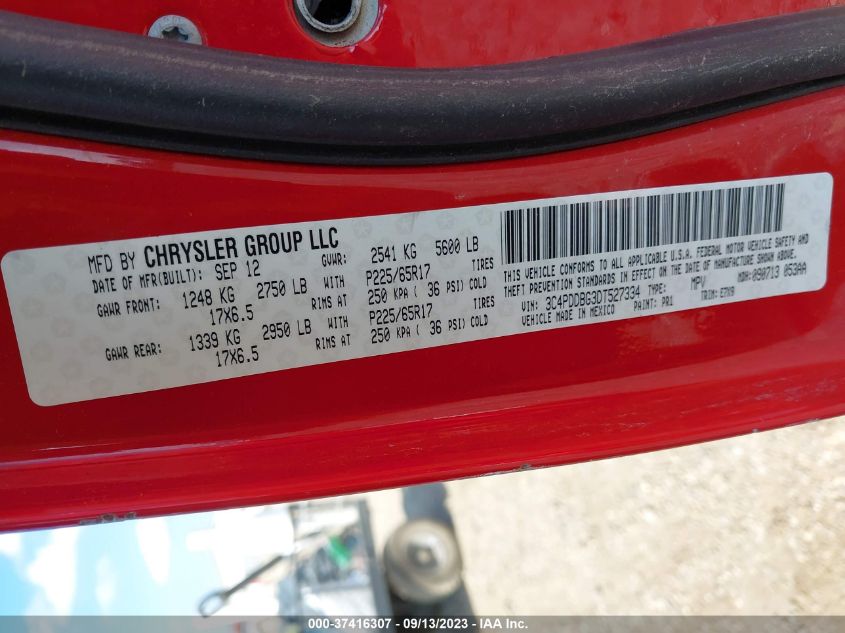 MFD BY CHRYSLER GROUP LLC
DATE OF MFR(BUILT): SEP 12 GVWR: 2541 KG 5600 LB
GAWR FRONT: 1248 KG 2750 LB WITH P225/65R17 TIRES
17X6.5 RIMS AT 250 KPA ( 36 PSI) COLD
GAWR REAR: 1339 KG 2950 LB WITH P225/65R17 TIRES
17X6.5 RIMS AT 250 KPA ( 36 PSI) COLD
THIS VEHICLE CONFORMS TO ALL APPLICABLE U.S.A. FEDERAL MOTOR VEHICLE SAFETY AND
THEFT PREVENTION STANDARDS IN EFFECT ON THE DATE OF MANUFACTURE SHOWN ABOVE.
VIN: 3C4PDDBG3DT527334 TYPE: MPV MDH: 090713 053AA
VEHICLE MADE IN MEXICO PAINT: PR1 TRIM: E7X9
000-37416307 - 09/13/2023 - IAA Inc.